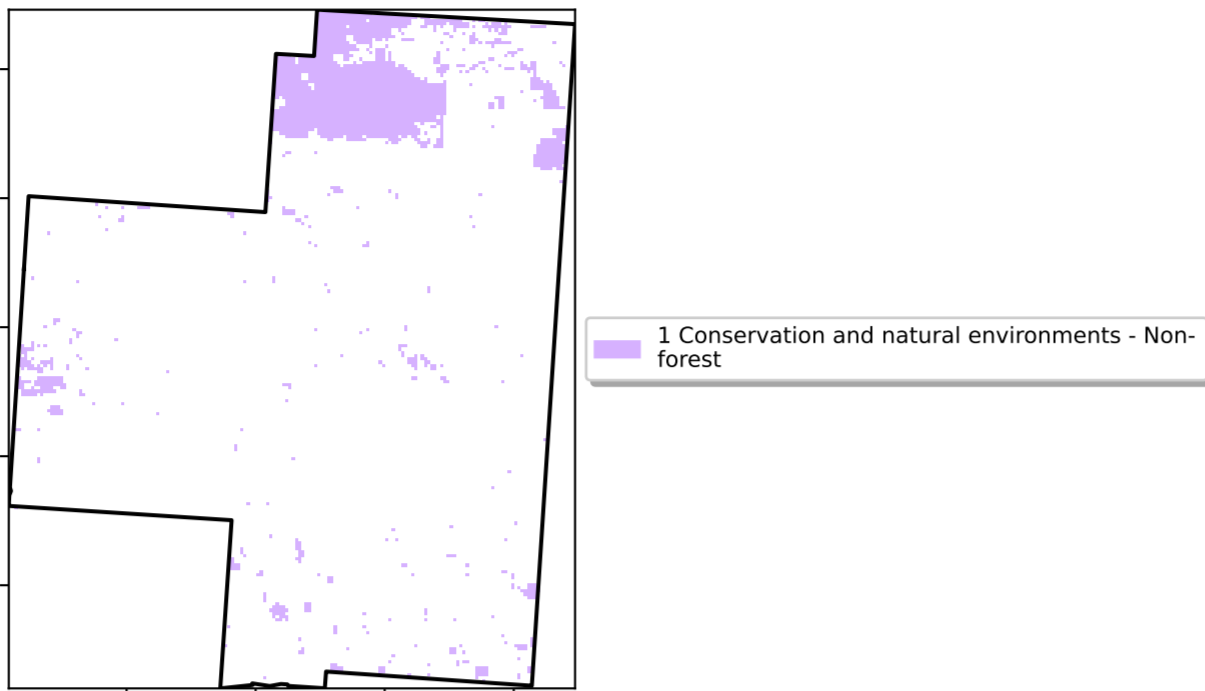 1 Conservation and natural environments - Non-
forest